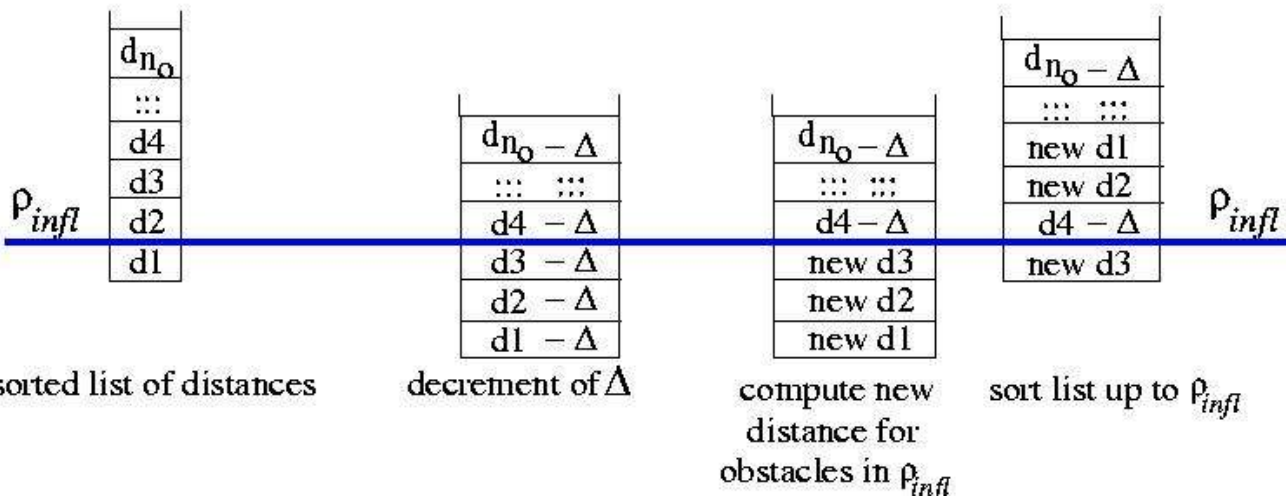 d_{n_o}
:::
d4
d3
d2
d1
ρ_{infl}
sorted list of distances
d_{n_o} – Δ
::: :::
d4 – Δ
d3 – Δ
d2 – Δ
d1 – Δ
decrement of Δ
d_{n_o} – Δ
::: :::
d4 – Δ
new d3
new d2
new d1
compute new
distance for
obstacles in ρ_{infl}
d_{n_o} – Δ
::: :::
new d1
new d2
d4 – Δ
new d3
ρ_{infl}
sort list up to ρ_{infl}